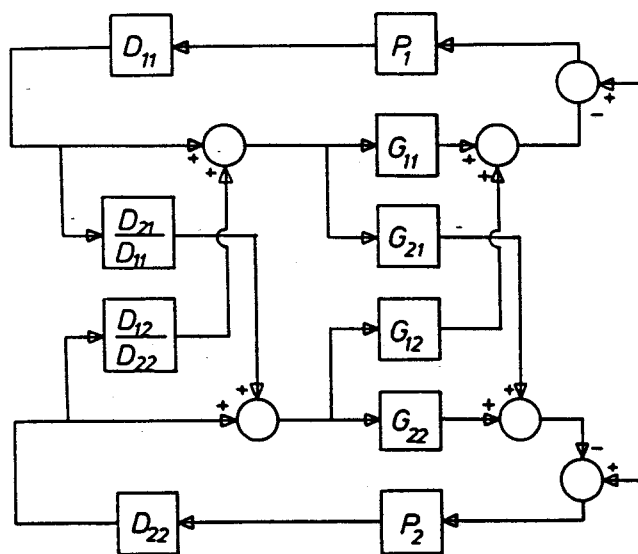 D11 P1
+
−
+ + +
+ G11 +
D21
D11
G21
D12
D22
G12
+ +
+ G22 +
− +
D22 P2